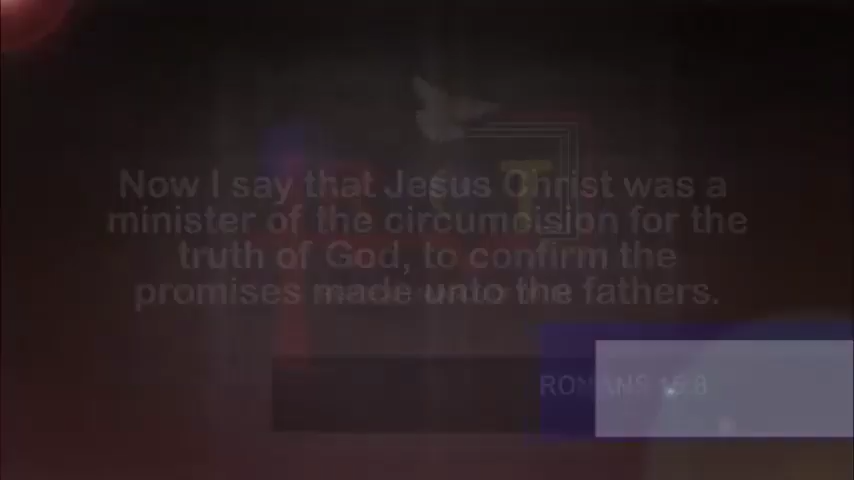 Now I say that Jesus Christ was a
minister of the circumcision for the
truth of God, to confirm the
promises made unto the fathers.
ROMANS 15:8